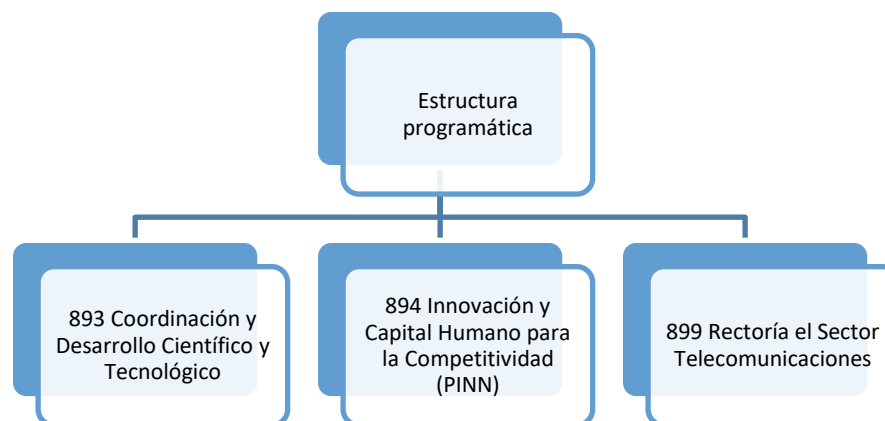 Estructura
programática
893 Coordinación y
Desarrollo Científico y
Tecnológico
894 Innovación y
Capital Humano para
la Competitividad
(PINN)
899 Rectoría el Sector
Telecomunicaciones